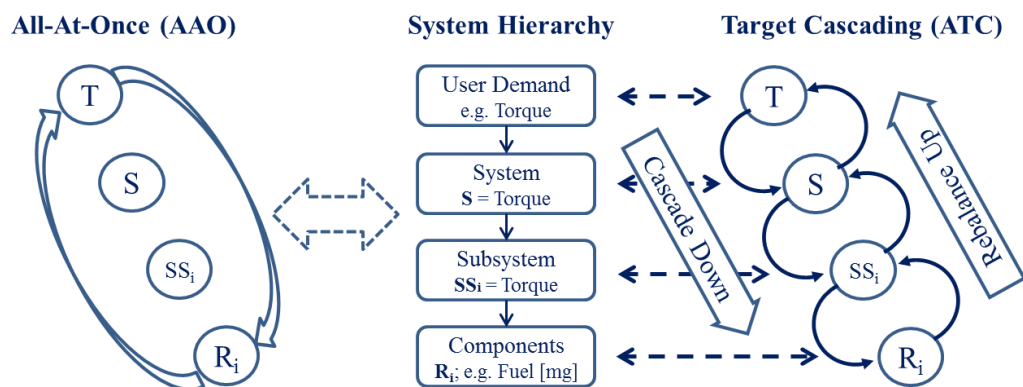 All-At-Once (AAO)
System Hierarchy
Target Cascading (ATC)
T
S
SSi
Ri
User Demand
e.g. Torque
System
S = Torque
Subsystem
SSi = Torque
Components
Ri; e.g. Fuel [mg]
Cascade Down
T
S
SSi
Ri
Rebalance Up